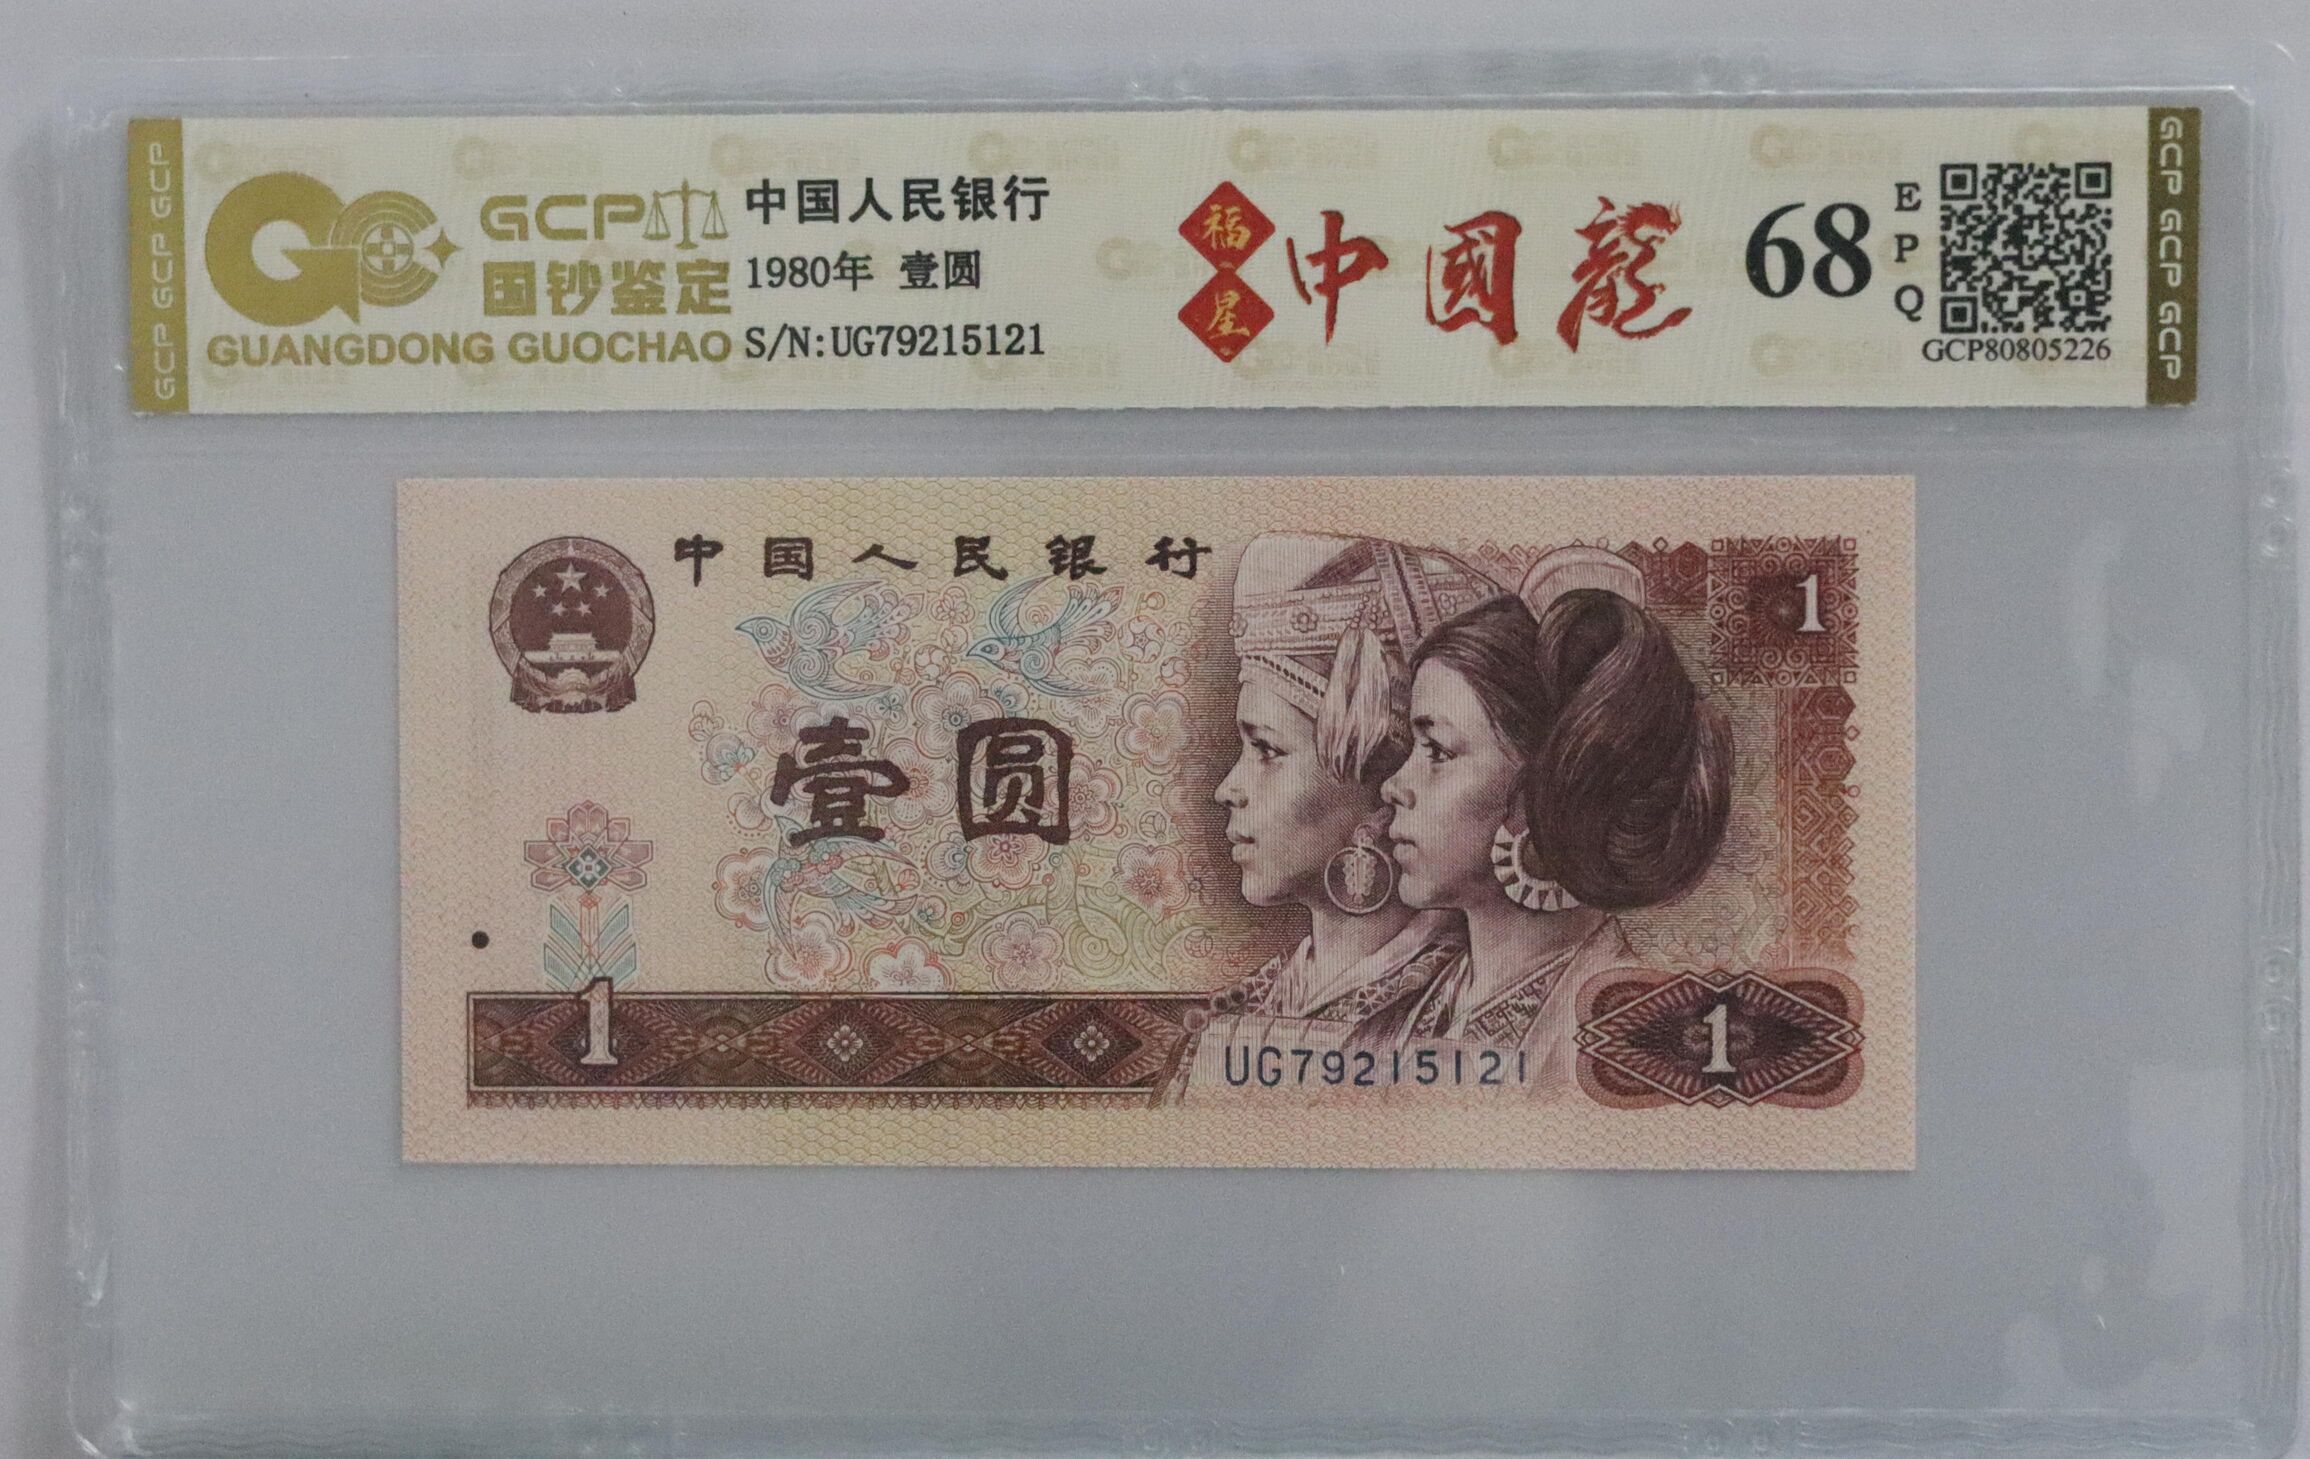 GCP GCP GCP
GCP
国钞鉴定
GUANGDONG GUOCHAO
中国人民银行
1980年 壹圆
S/N:UG79215121
福
星
中國龍
68
E
P
Q
GCP80805226
GCP GCP GCP
中国人民银行
1
壹圆
1
UG79215121
1